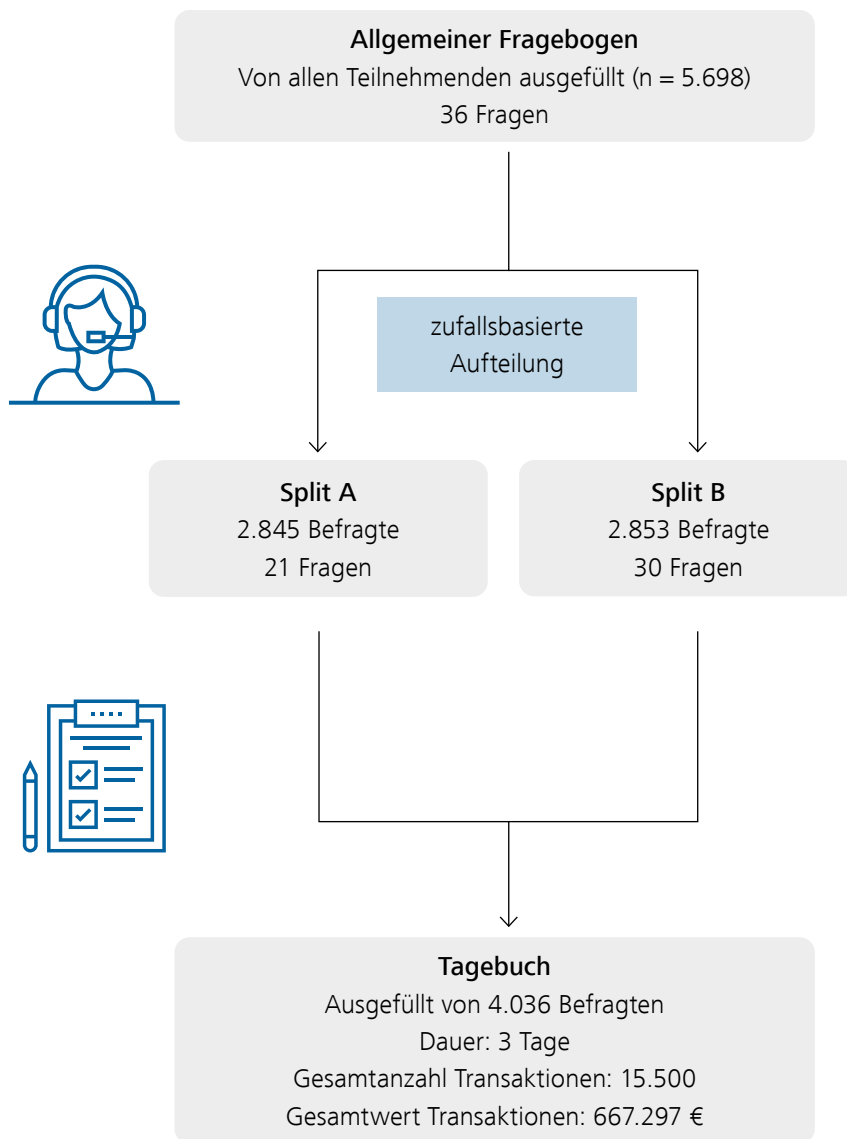 Allgemeiner Fragebogen
Von allen Teilnehmenden ausgefüllt (n = 5.698)
36 Fragen
zufallsbasierte
Aufteilung
Split A
2.845 Befragte
21 Fragen
Split B
2.853 Befragte
30 Fragen
Tagebuch
Ausgefüllt von 4.036 Befragten
Dauer: 3 Tage
Gesamtanzahl Transaktionen: 15.500
Gesamtwert Transaktionen: 667.297 €